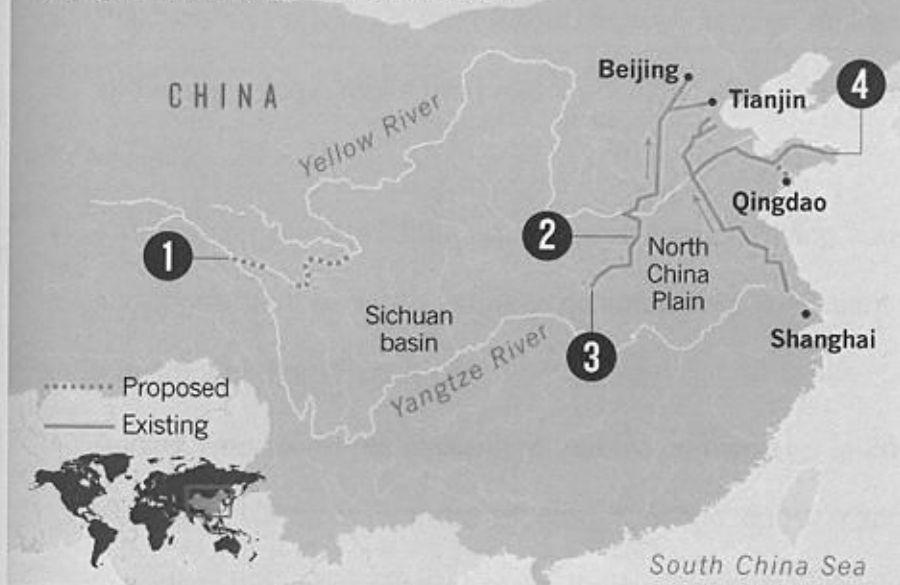 CHINA
Yellow River
Beijing
Tianjin
4
Qingdao
1
2
North
China
Plain
Sichuan
basin
Shanghai
Yangtze River
3
Proposed
Existing
South China Sea